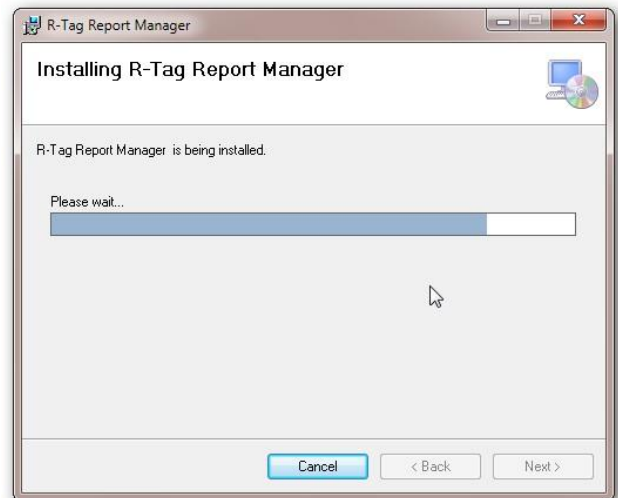 R-Tag Report Manager
Installing R-Tag Report Manager
R-Tag Report Manager is being installed.
Please wait...
Cancel
< Back
Next >